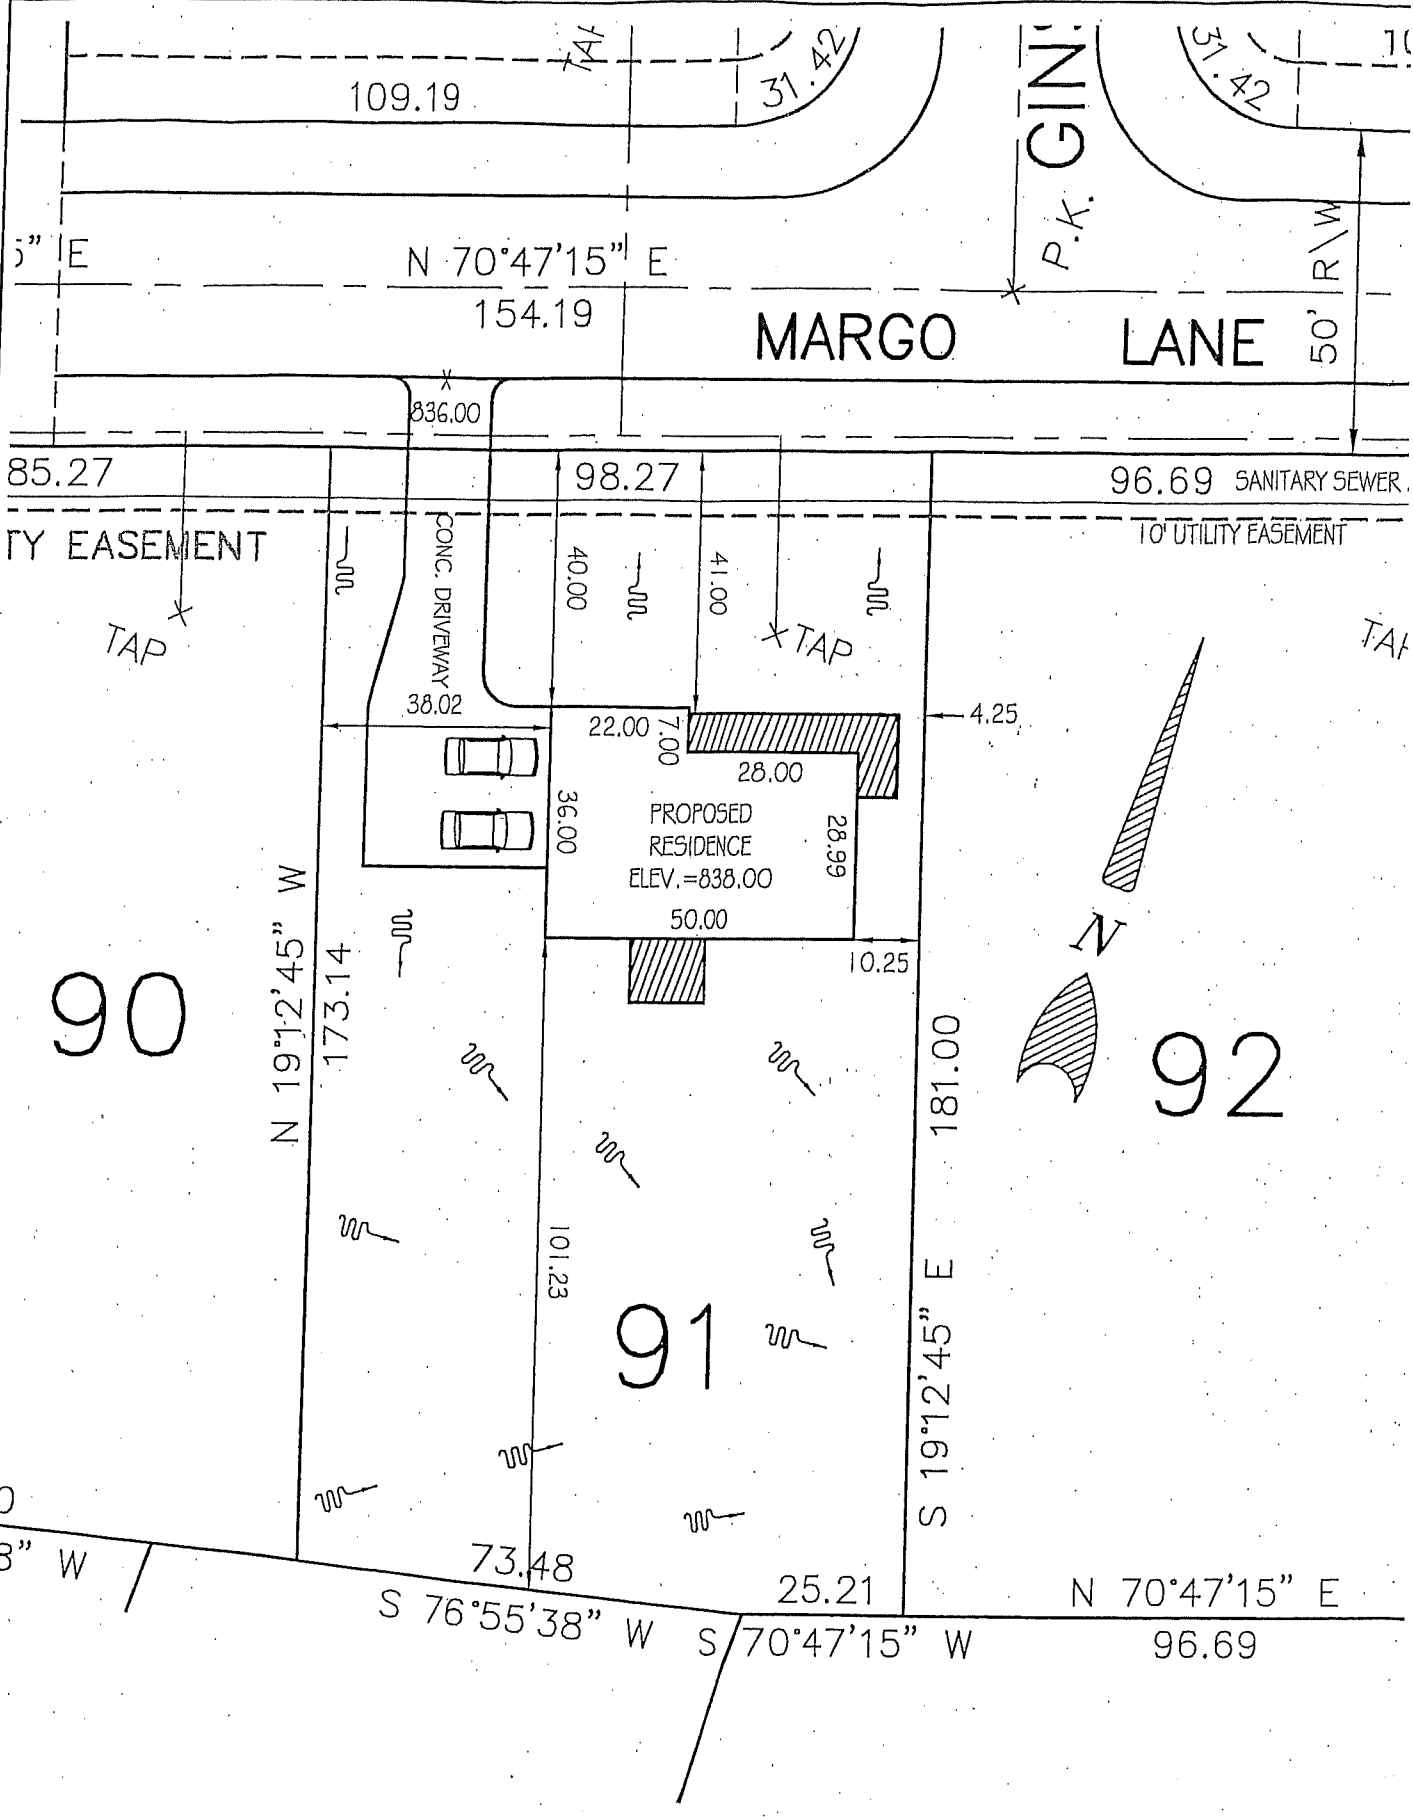 109.19
31.42
31.42
P.K.
N 70°47'15" E
154.19
MARGO LANE
50' R\W
836.00
85.27
98.27
96.69 SANITARY SEWER
10' UTILITY EASEMENT
TY EASEMENT
CONC. DRIVEWAY
40.00
41.00
TAP
TAP
38.02
22.00
7.00
4.25
28.00
36.00
PROPOSED
RESIDENCE
ELEV.=838.00
28.99
50.00
10.25
90
N 19°12'45" W
173.14
181.00
S 19°12'45" E
N
92
101.23
91
73.48
S 76°55'38" W
25.21
S 70°47'15" W
N 70°47'15" E
96.69